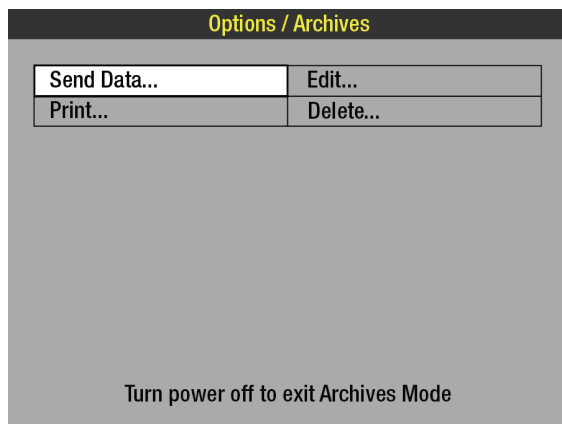 Options / Archives
Send Data...
Edit...
Print...
Delete...
Turn power off to exit Archives Mode